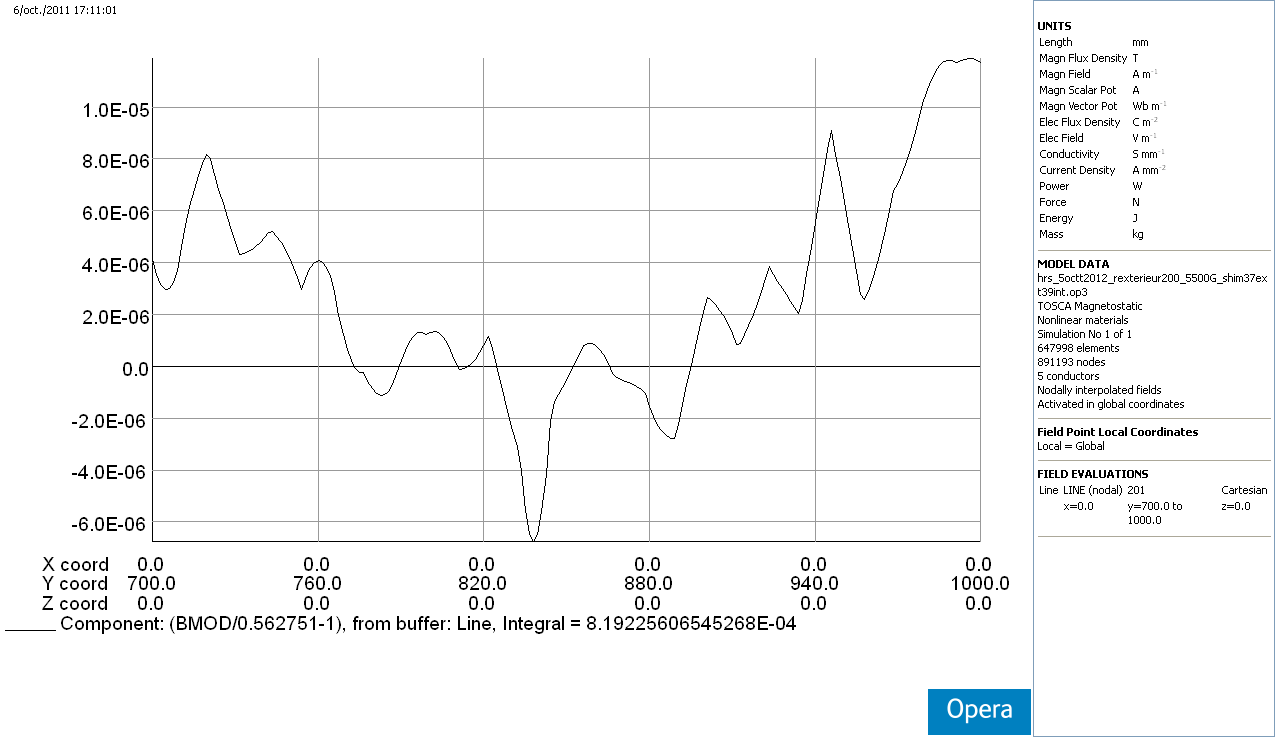 6/oct./2011 17:11:01
1.0E-05
8.0E-06
6.0E-06
4.0E-06
2.0E-06
0.0
-2.0E-06
-4.0E-06
-6.0E-06
X coord 0.0 0.0 0.0 0.0 0.0 0.0
Y coord 700.0 760.0 820.0 880.0 940.0 1000.0
Z coord 0.0 0.0 0.0 0.0 0.0 0.0
Component: (BMOD/0.562751-1), from buffer: Line, Integral = 8.19225606545268E-04
Opera
UNITS
Length mm
Magn Flux Density T
Magn Field A m⁻¹
Magn Scalar Pot A
Magn Vector Pot Wb m⁻¹
Elec Flux Density C m⁻²
Elec Field V m⁻¹
Conductivity S mm⁻¹
Current Density A mm⁻²
Power W
Force N
Energy J
Mass kg
MODEL DATA
hrs_5octt2012_rexterieur200_5500G_shim37ex
t39int.op3
TOSCA Magnetostatic
Nonlinear materials
Simulation No 1 of 1
647998 elements
891193 nodes
5 conductors
Nodally interpolated fields
Activated in global coordinates
Field Point Local Coordinates
Local = Global
FIELD EVALUATIONS
Line LINE (nodal) 201 Cartesian
x=0.0 y=700.0 to z=0.0
1000.0